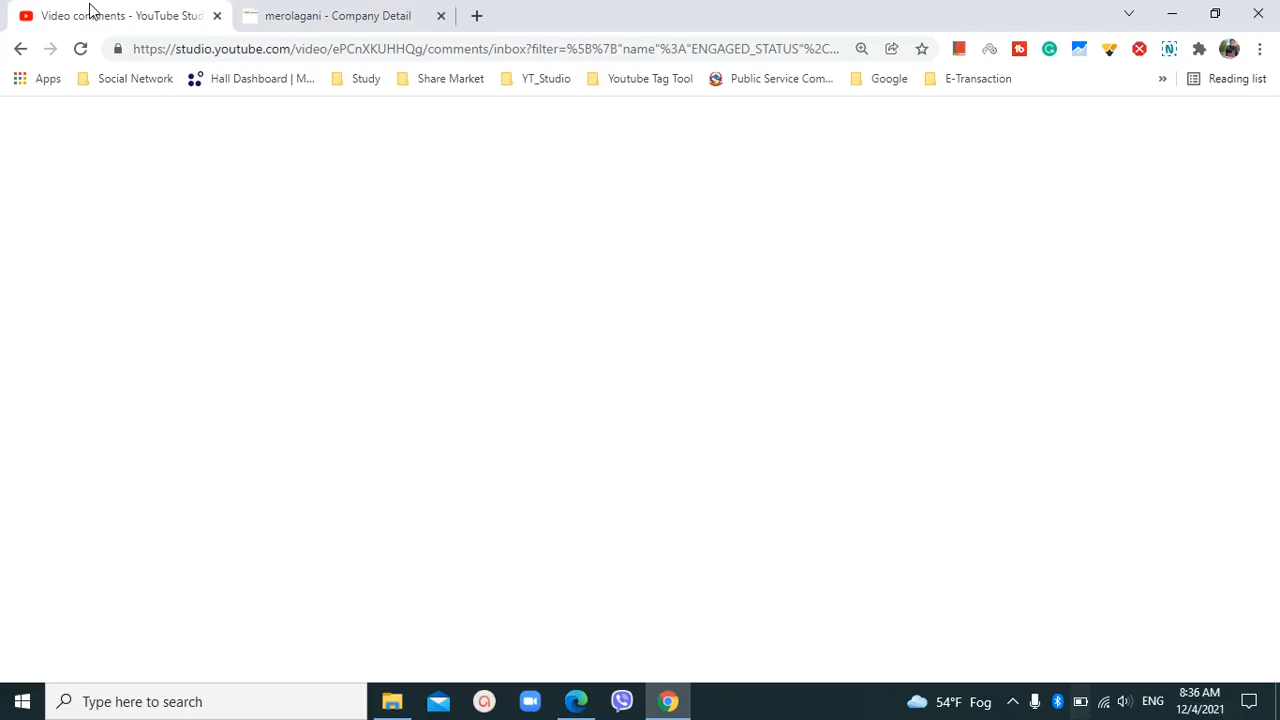 Video comments - YouTube Stud
merolagani - Company Detail
https://studio.youtube.com/video/ePCnXKUHHQg/comments/inbox?filter=%5B%7B"name"%3A"ENGAGED_STATUS"%2C...
Apps
Social Network
Hall Dashboard | M...
Study
Share Market
YT_Studio
Youtube Tag Tool
Public Service Com...
Google
E-Transaction
»
Reading list
Type here to search
54°F Fog
ENG
8:36 AM
12/4/2021